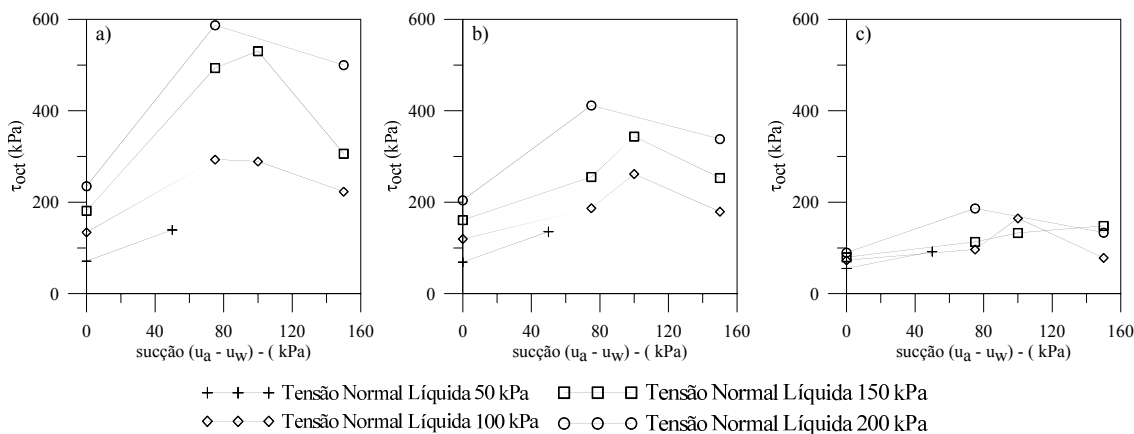 600
400
200
0
τoct (kPa)
a)
0 40 80 120 160
sucção (ua - uw) - ( kPa)
600
400
200
0
τoct (kPa)
b)
0 40 80 120 160
sucção (ua - uw) - ( kPa)
600
400
200
0
τoct (kPa)
c)
0 40 80 120 160
sucção (ua - uw) - ( kPa)
Tensão Normal Líquida 50 kPa
Tensão Normal Líquida 150 kPa
Tensão Normal Líquida 100 kPa
Tensão Normal Líquida 200 kPa